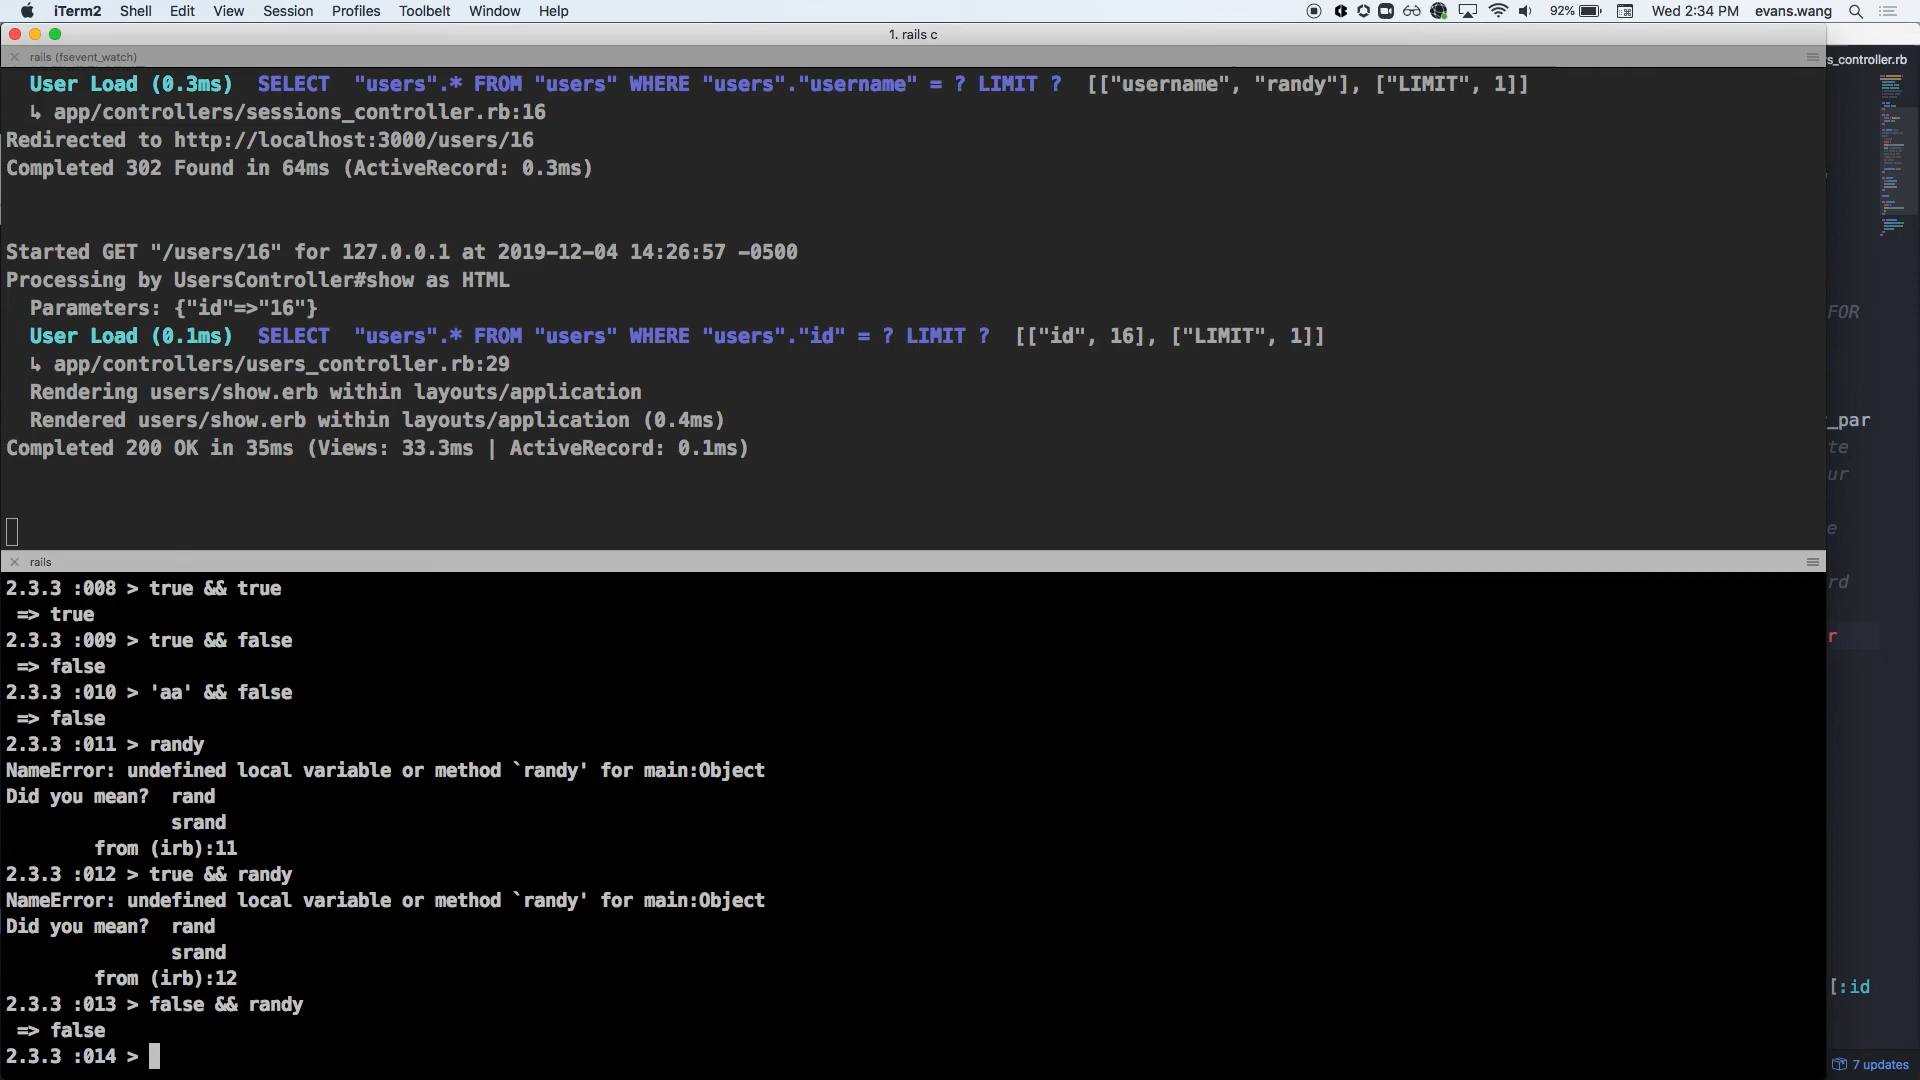 iTerm2 Shell Edit View Session Profiles Toolbelt Window Help 92% Wed 2:34 PM evans.wang
1. rails c
rails (fsevent_watch)
s_controller.rb
User Load (0.3ms)  SELECT  "users".* FROM "users" WHERE "users"."username" = ? LIMIT ?  [["username", "randy"], ["LIMIT", 1]]
↳ app/controllers/sessions_controller.rb:16
Redirected to http://localhost:3000/users/16
Completed 302 Found in 64ms (ActiveRecord: 0.3ms)
Started GET "/users/16" for 127.0.0.1 at 2019-12-04 14:26:57 -0500
Processing by UsersController#show as HTML
Parameters: {"id"=>"16"}
FOR
User Load (0.1ms)  SELECT  "users".* FROM "users" WHERE "users"."id" = ? LIMIT ?  [["id", 16], ["LIMIT", 1]]
↳ app/controllers/users_controller.rb:29
Rendering users/show.erb within layouts/application
Rendered users/show.erb within layouts/application (0.4ms)
_par
Completed 200 OK in 35ms (Views: 33.3ms | ActiveRecord: 0.1ms)
te
ur
e
rails
rd
2.3.3 :008 > true && true
=> true
2.3.3 :009 > true && false
r
=> false
2.3.3 :010 > 'aa' && false
=> false
2.3.3 :011 > randy
NameError: undefined local variable or method `randy' for main:Object
Did you mean?  rand
srand
from (irb):11
2.3.3 :012 > true && randy
NameError: undefined local variable or method `randy' for main:Object
Did you mean?  rand
srand
from (irb):12
[:id
2.3.3 :013 > false && randy
=> false
2.3.3 :014 >
7 updates